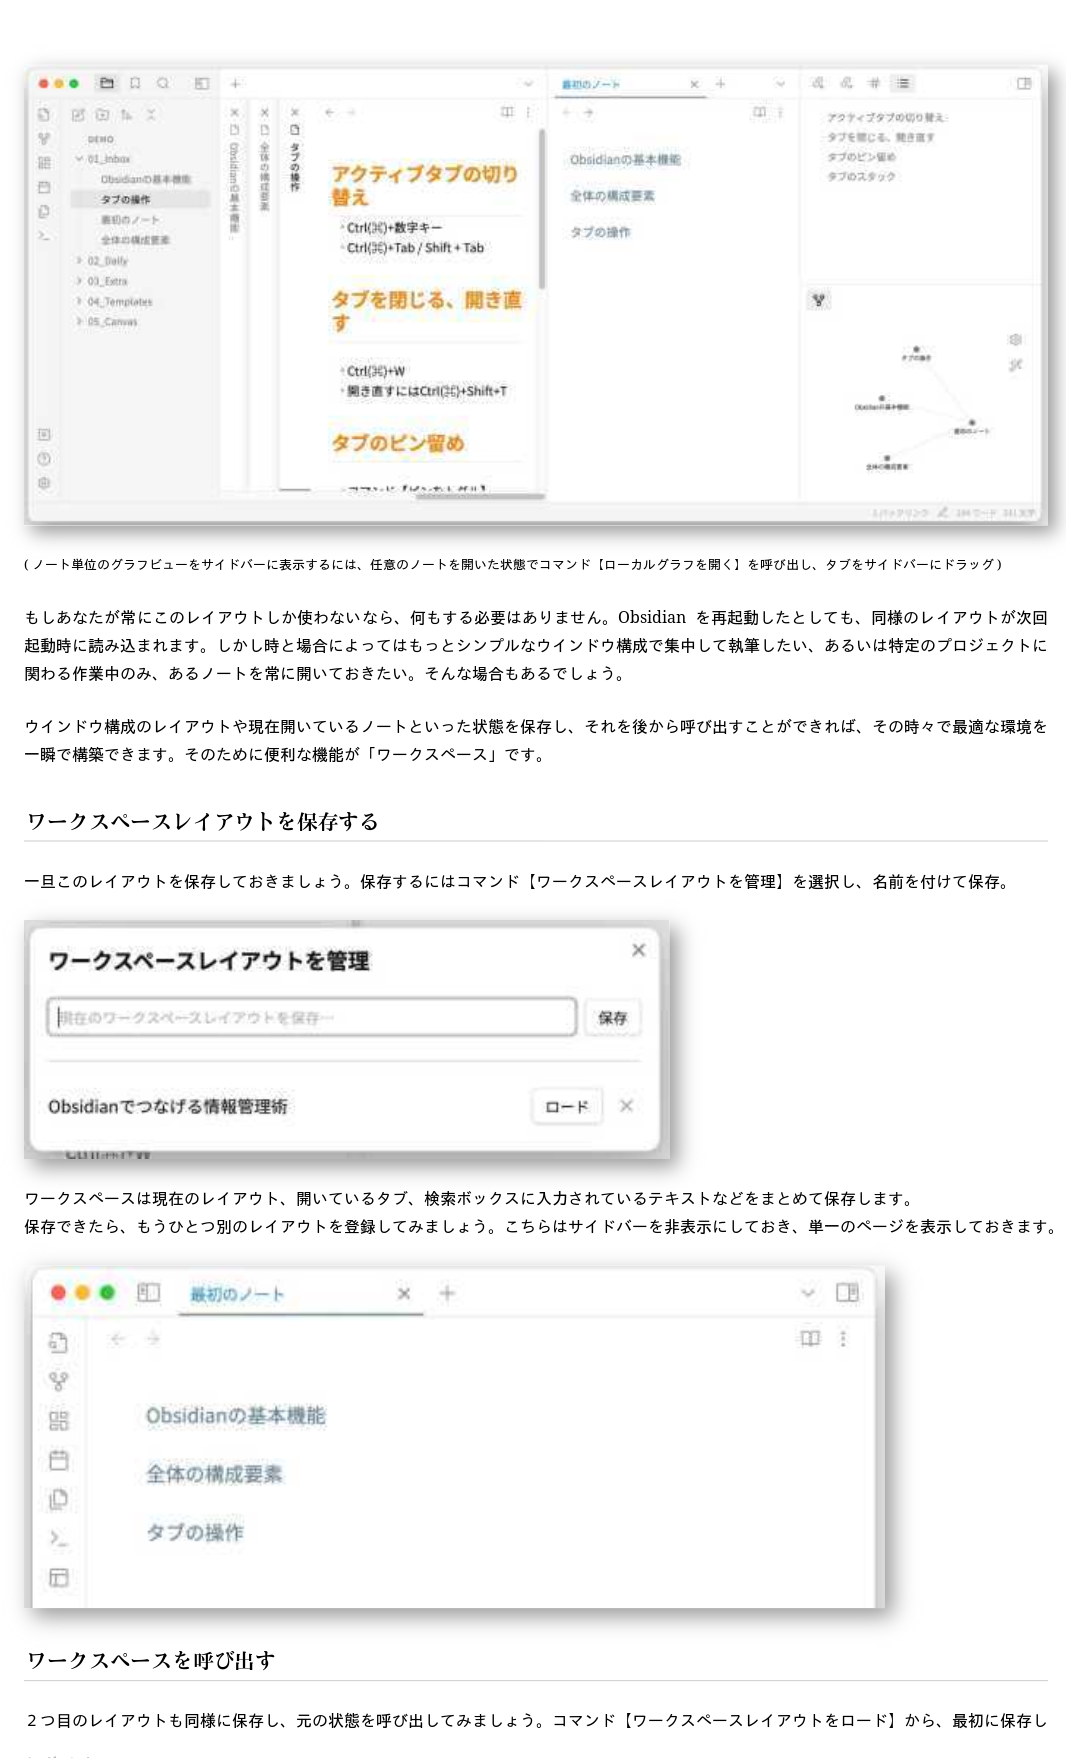 最初のノート
DEMO
01_Inbox
Obsidianの基本機能
タブの操作
最初のノート
全体の構成要素
02_Daily
03_Extra
04_Templates
05_Canvas
Obsidianの基本機能
全体の構成要素
タブの操作
アクティブタブの切り
替え
Ctrl(⌘)+数字キー
Ctrl(⌘)+Tab / Shift + Tab
タブを閉じる、開き直
す
Ctrl(⌘)+W
開き直すにはCtrl(⌘)+Shift+T
タブのピン留め
Obsidianの基本機能
全体の構成要素
タブの操作
アクティブタブの切り替え
タブを閉じる、開き直す
タブのピン留め
タブのスタック
タブの操作
Obsidianの基本機能
最初のノート
全体の構成要素
( ノート単位のグラフビューをサイドバーに表示するには、任意のノートを開いた状態でコマンド【ローカルグラフを開く】を呼び出し、タブをサイドバーにドラッグ )
もしあなたが常にこのレイアウトしか使わないなら、何もする必要はありません。Obsidian を再起動したとしても、同様のレイアウトが次回
起動時に読み込まれます。しかし時と場合によってはもっとシンプルなウインドウ構成で集中して執筆したい、あるいは特定のプロジェクトに
関わる作業中のみ、あるノートを常に開いておきたい。そんな場合もあるでしょう。
ウインドウ構成のレイアウトや現在開いているノートといった状態を保存し、それを後から呼び出すことができれば、その時々で最適な環境を
一瞬で構築できます。そのために便利な機能が「ワークスペース」です。
ワークスペースレイアウトを保存する
一旦このレイアウトを保存しておきましょう。保存するにはコマンド【ワークスペースレイアウトを管理】を選択し、名前を付けて保存。
ワークスペースレイアウトを管理
現在のワークスペースレイアウトを保存…
保存
Obsidianでつなげる情報管理術
ロード
ワークスペースは現在のレイアウト、開いているタブ、検索ボックスに入力されているテキストなどをまとめて保存します。
保存できたら、もうひとつ別のレイアウトを登録してみましょう。こちらはサイドバーを非表示にしておき、単一のページを表示しておきます。
最初のノート
Obsidianの基本機能
全体の構成要素
タブの操作
ワークスペースを呼び出す
２つ目のレイアウトも同様に保存し、元の状態を呼び出してみましょう。コマンド【ワークスペースレイアウトをロード】から、最初に保存し